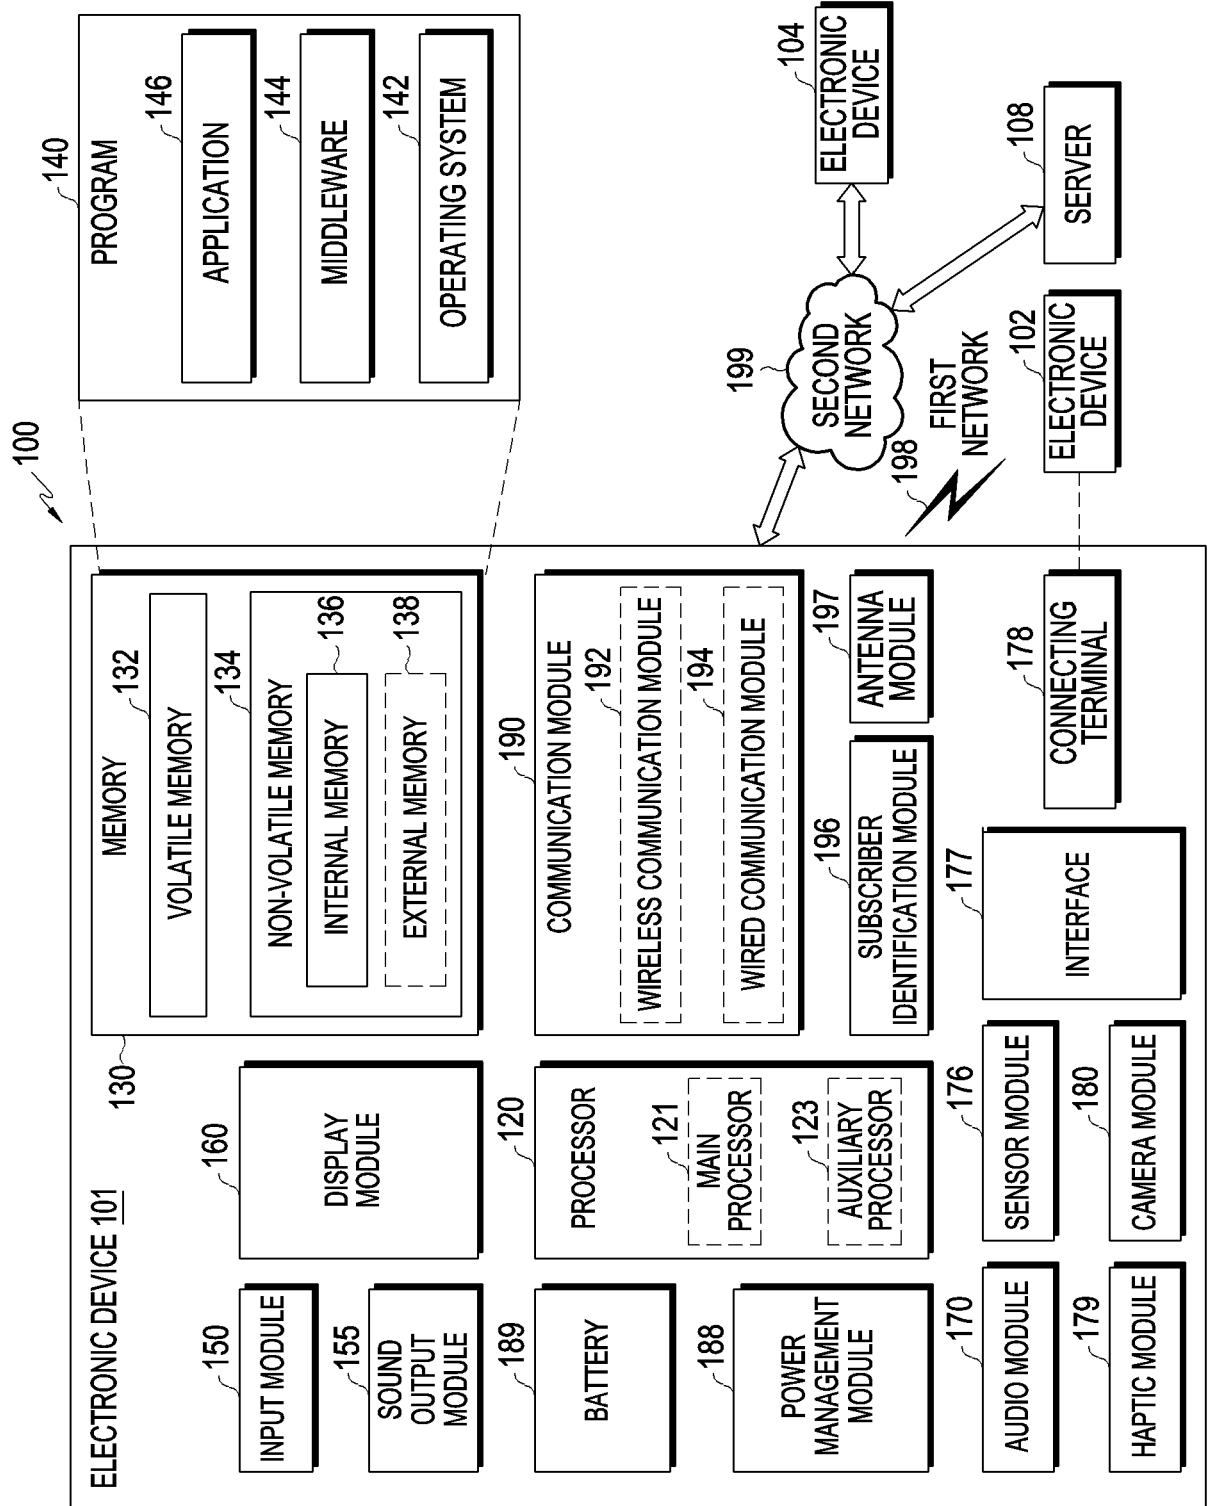 100
140
PROGRAM
146
APPLICATION
144
MIDDLEWARE
142
OPERATING SYSTEM
ELECTRONIC DEVICE 101
130
MEMORY
132
VOLATILE MEMORY
134
NON-VOLATILE MEMORY
136
INTERNAL MEMORY
138
EXTERNAL MEMORY
150
INPUT MODULE
155
SOUND
OUTPUT
MODULE
160
DISPLAY
MODULE
189
BATTERY
120
PROCESSOR
121
MAIN
PROCESSOR
123
AUXILIARY
PROCESSOR
190
COMMUNICATION MODULE
192
WIRELESS COMMUNICATION MODULE
194
WIRED COMMUNICATION MODULE
188
POWER
MANAGEMENT
MODULE
196
SUBSCRIBER
IDENTIFICATION MODULE
197
ANTENNA
MODULE
170
AUDIO MODULE
176
SENSOR MODULE
177
INTERFACE
178
CONNECTING
TERMINAL
179
HAPTIC MODULE
180
CAMERA MODULE
199
SECOND
NETWORK
104
ELECTRONIC
DEVICE
198
FIRST
NETWORK
102
ELECTRONIC
DEVICE
108
SERVER